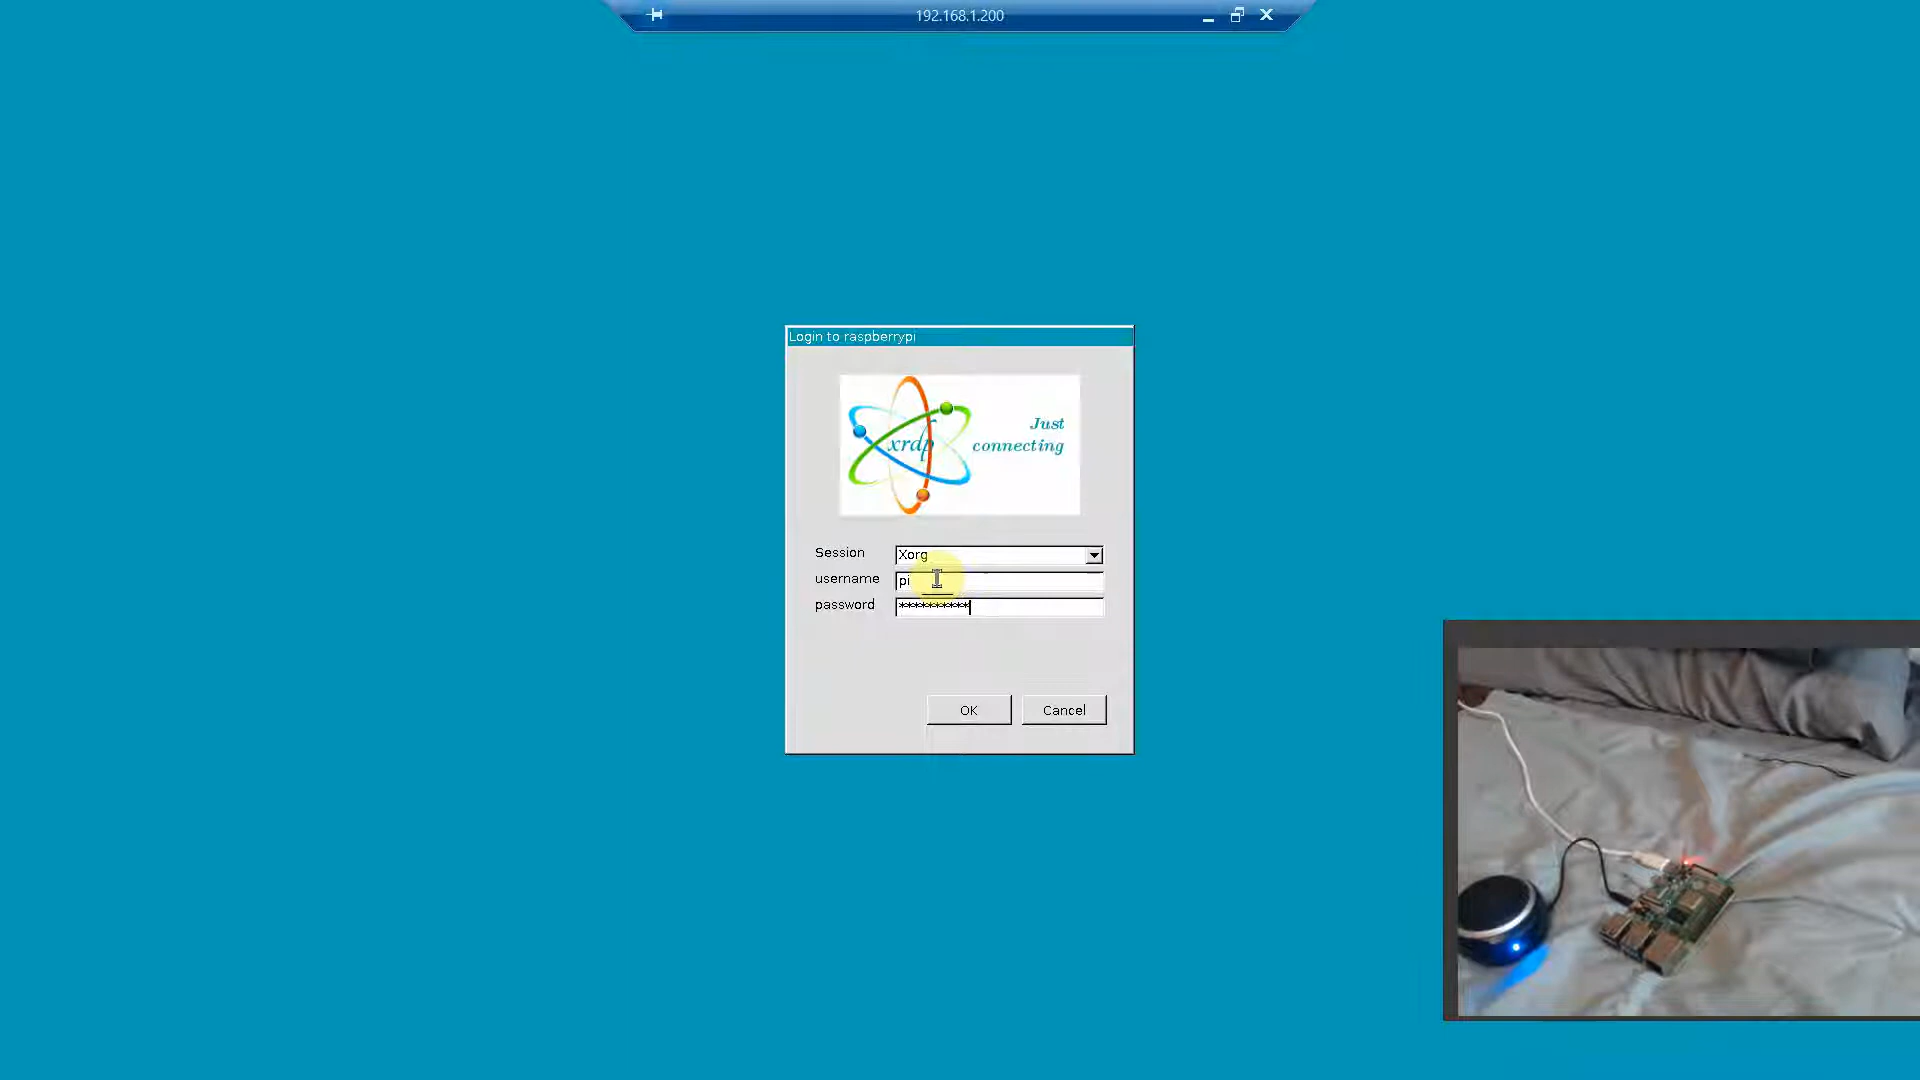 192.168.1.200
Login to raspberrypi
xrdp
Just
connecting
Session
Xorg
username
pi
password
**********
OK
Cancel